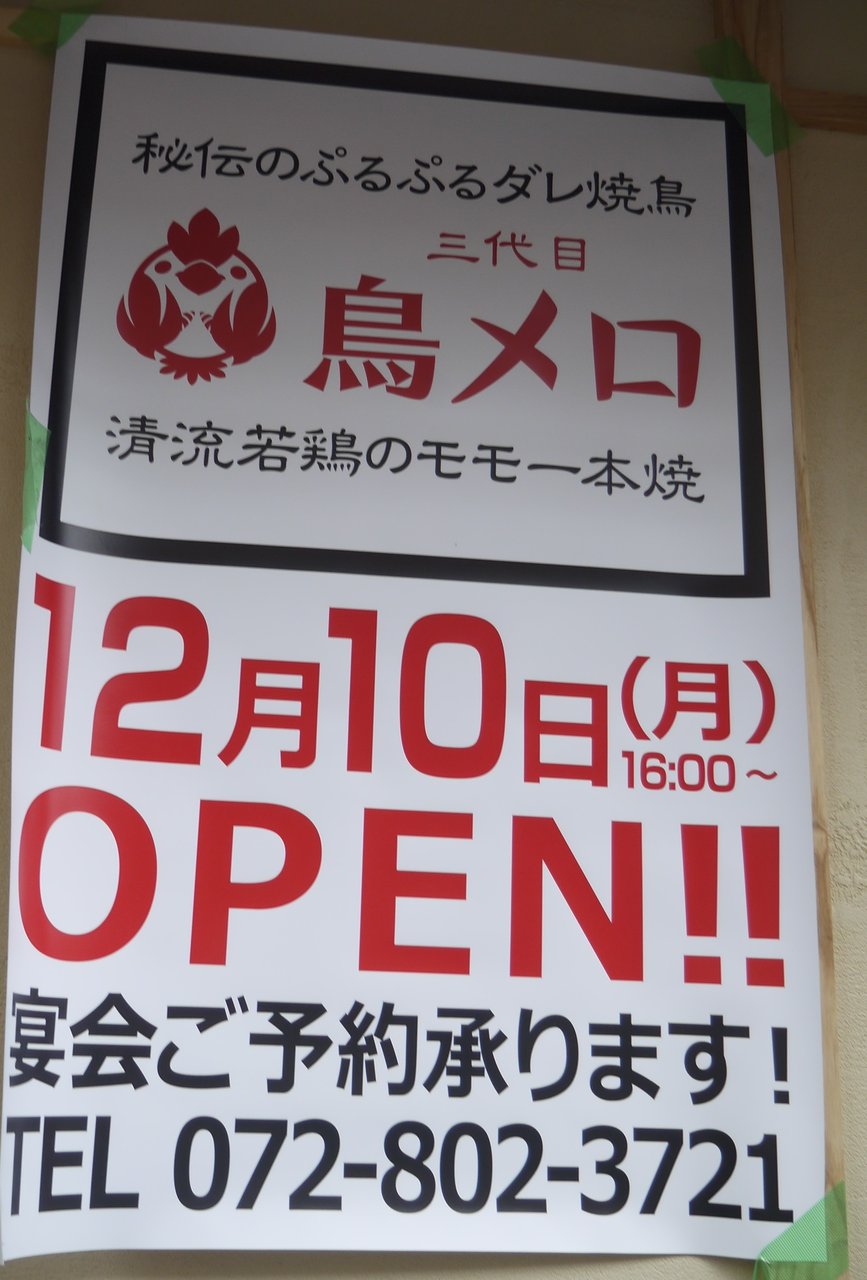 秘伝のぷるぷるダレ焼鳥
三代目
鳥メロ
清流若鶏のモモ一本焼
12月10日(月)
16:00~
OPEN!!
宴会ご予約承ります!
TEL 072-802-3721